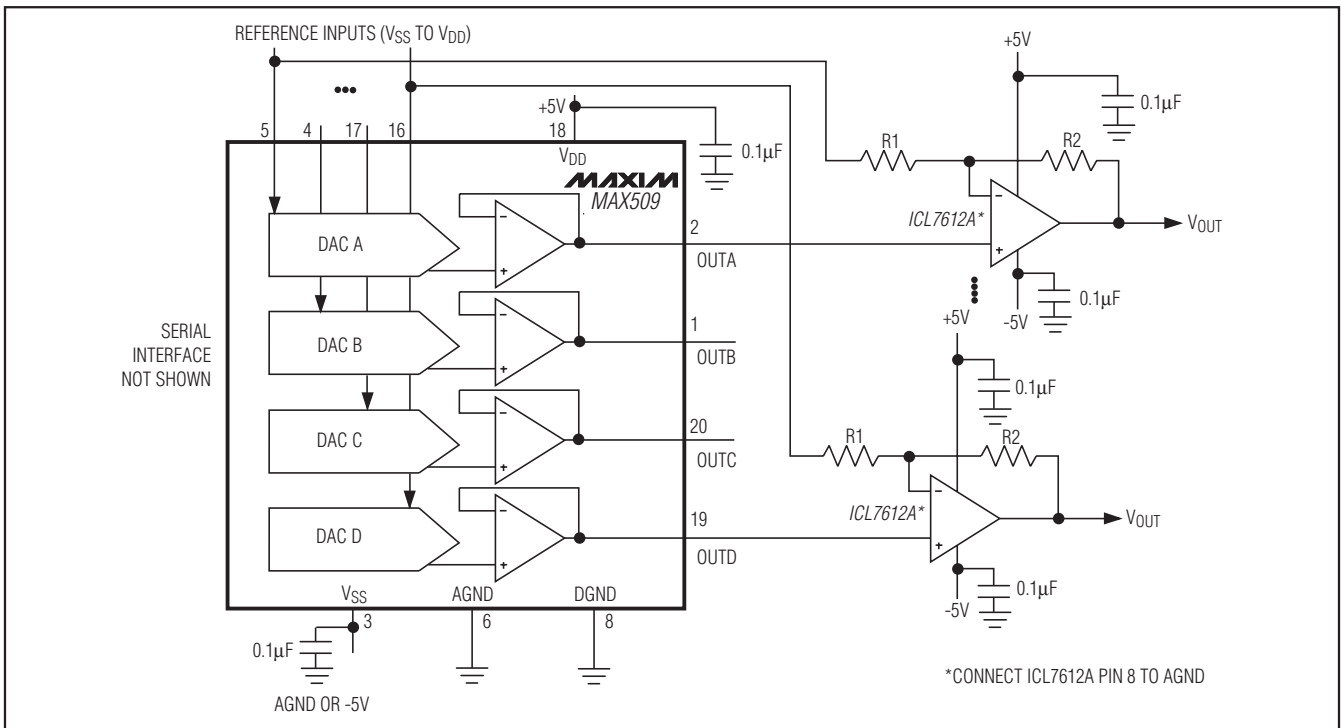 REFERENCE INPUTS (VSS TO VDD)
•••
5
4
17
16
18
+5V
VDD
0.1µF
MAXIM
MAX509
DAC A
DAC B
DAC C
DAC D
-
+
-
+
-
+
-
+
2
OUTA
1
OUTB
20
OUTC
19
OUTD
SERIAL
INTERFACE
NOT SHOWN
VSS
3
AGND
6
DGND
8
0.1µF
AGND OR -5V
+5V
0.1µF
R1
R2
-
+
ICL7612A*
VOUT
0.1µF
-5V
+5V
0.1µF
R1
R2
-
+
ICL7612A*
VOUT
0.1µF
-5V
*CONNECT ICL7612A PIN 8 TO AGND